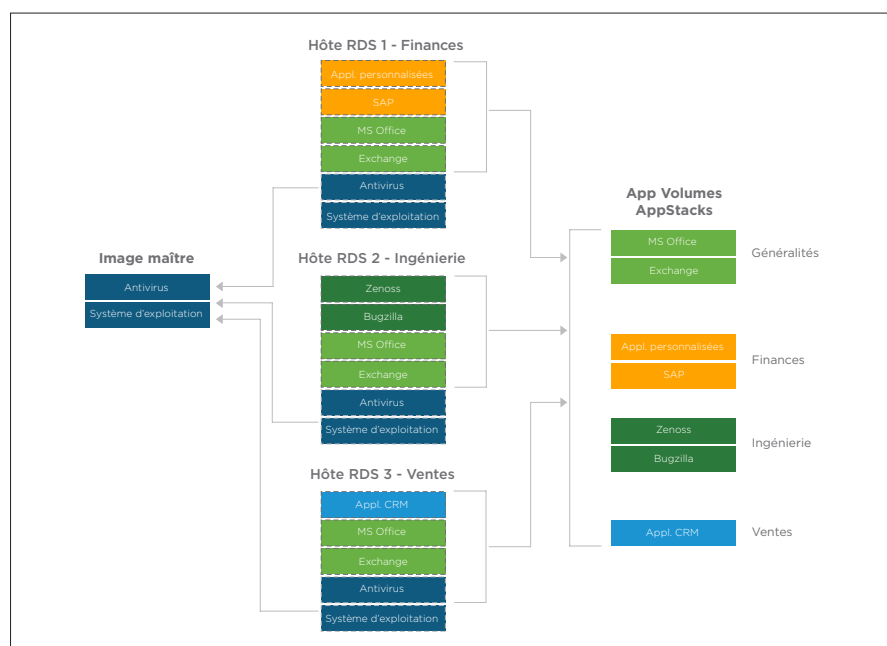 Hôte RDS 1 - Finances
Appl. personnalisées
SAP
MS Office
Exchange
Antivirus
Système d'exploitation
Image maître
Antivirus
Système d'exploitation
Hôte RDS 2 - Ingénierie
Zenoss
Bugzilla
MS Office
Exchange
Antivirus
Système d'exploitation
Hôte RDS 3 - Ventes
Appl. CRM
MS Office
Exchange
Antivirus
Système d'exploitation
App Volumes
AppStacks
MS Office
Exchange
Généralités
Appl. personnalisées
SAP
Finances
Zenoss
Bugzilla
Ingénierie
Appl. CRM
Ventes